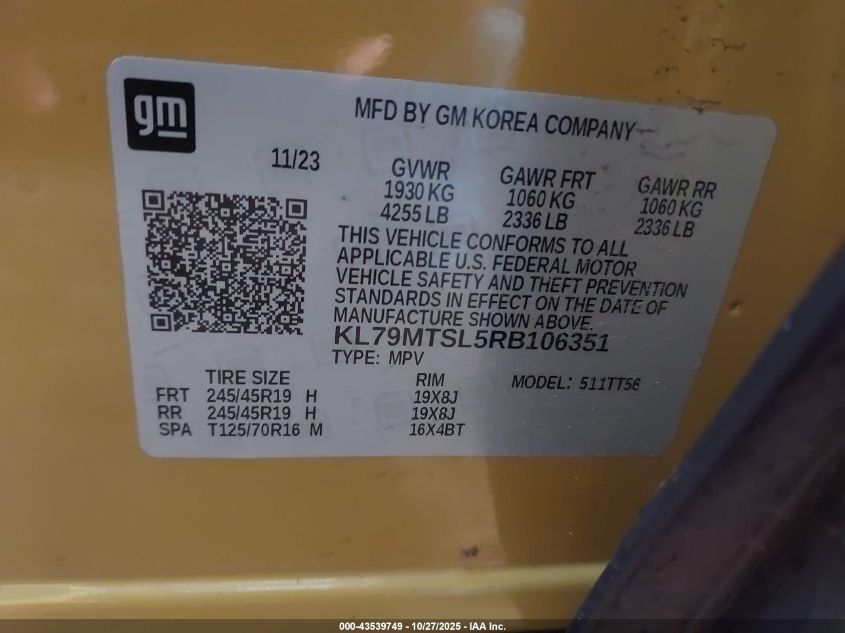 gm
MFD BY GM KOREA COMPANY
11/23
GVWR GAWR FRT GAWR RR
1930 KG 1060 KG 1060 KG
4255 LB 2336 LB 2336 LB
THIS VEHICLE CONFORMS TO ALL
APPLICABLE U.S. FEDERAL MOTOR
VEHICLE SAFETY AND THEFT PREVENTION
STANDARDS IN EFFECT ON THE DATE OF
MANUFACTURE SHOWN ABOVE.
KL79MTSL5RB106351
TYPE: MPV
TIRE SIZE RIM MODEL: 511TT56
FRT 245/45R19 H 19X8J
RR 245/45R19 H 19X8J
SPA T125/70R16 M 16X4BT
000-43539749 - 10/27/2025 - IAA Inc.